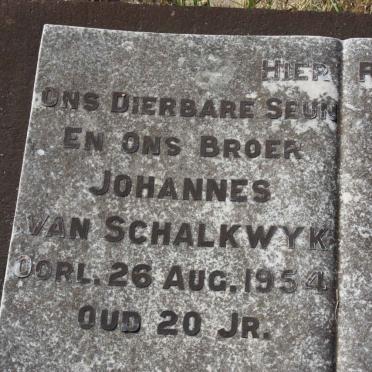 HIER R
ONS DIERBARE SEUN
EN ONS BROER
JOHANNES
VAN SCHALKWYK
OORL. 26 AUG. 1954
OUD 20 JR.